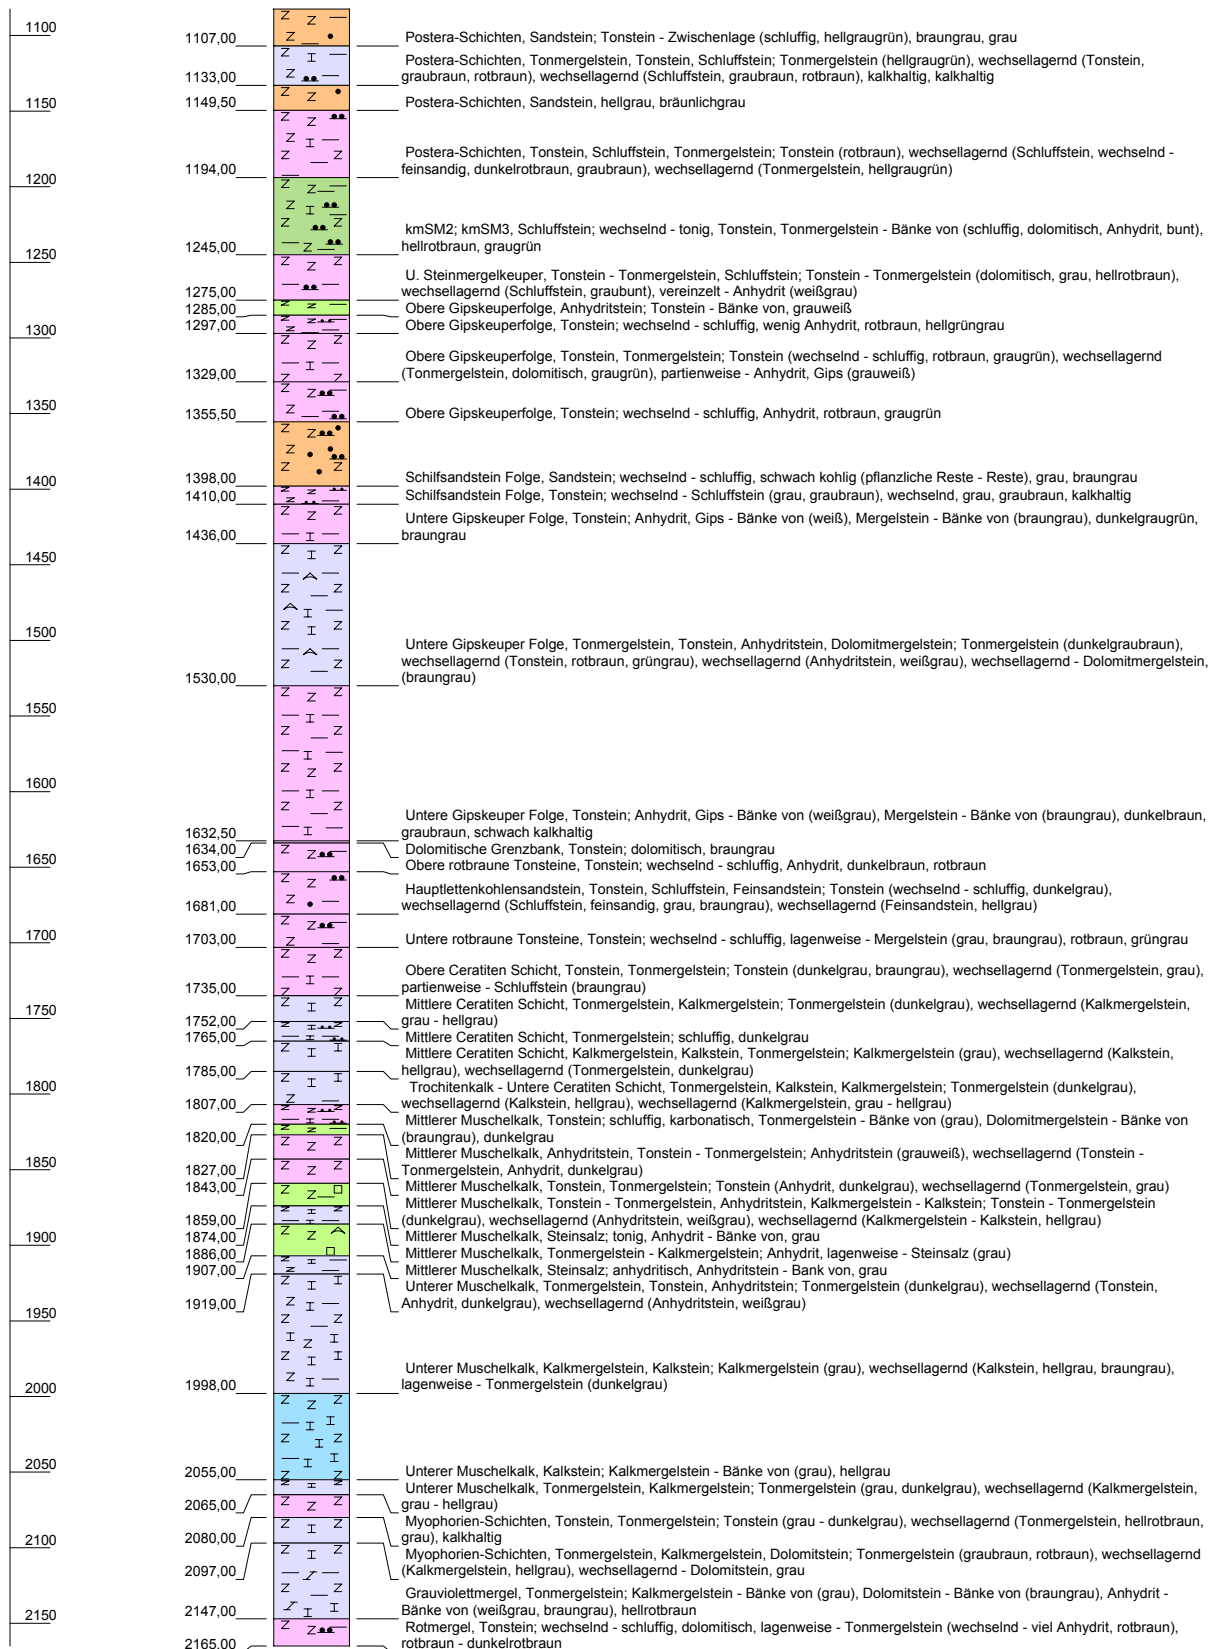 1100
1107,00 Postera-Schichten, Sandstein; Tonstein - Zwischenlage (schluffig, hellgraugrün), braungrau, grau
Postera-Schichten, Tonmergelstein, Tonstein, Schluffstein; Tonmergelstein (hellgraugrün), wechsellagernd (Tonstein,
1133,00 graubraun, rotbraun), wechsellagernd (Schluffstein, graubraun, rotbraun), kalkhaltig, kalkhaltig
1150
1149,50 Postera-Schichten, Sandstein, hellgrau, bräunlichgrau
Postera-Schichten, Tonstein, Schluffstein, Tonmergelstein; Tonstein (rotbraun), wechsellagernd (Schluffstein, wechselnd -
1194,00 feinsandig, dunkelrotbraun, graubraun), wechsellagernd (Tonmergelstein, hellgraugrün)
1200
kmSM2; kmSM3, Schluffstein; wechselnd - tonig, Tonstein, Tonmergelstein - Bänke von (schluffig, dolomitisch, Anhydrit, bunt),
1245,00 hellrotbraun, graugrün
1250
U. Steinmergelkeuper, Tonstein - Tonmergelstein, Schluffstein; Tonstein - Tonmergelstein (dolomitisch, grau, hellrotbraun),
1275,00 wechsellagernd (Schluffstein, graubunt), vereinzelt - Anhydrit (weißgrau)
1285,00 Obere Gipskeuperfolge, Anhydritstein; Tonstein - Bänke von, grauweiß
1297,00 Obere Gipskeuperfolge, Tonstein; wechselnd - schluffig, wenig Anhydrit, rotbraun, hellgrüngrau
1300
Obere Gipskeuperfolge, Tonstein, Tonmergelstein; Tonstein (wechselnd - schluffig, rotbraun, graugrün), wechsellagernd
1329,00 (Tonmergelstein, dolomitisch, graugrün), partienweise - Anhydrit, Gips (grauweiß)
1350
1355,50 Obere Gipskeuperfolge, Tonstein; wechselnd - schluffig, Anhydrit, rotbraun, graugrün
1398,00 Schilfsandstein Folge, Sandstein; wechselnd - schluffig, schwach kohlig (pflanzliche Reste - Reste), grau, braungrau
1400
1410,00 Schilfsandstein Folge, Tonstein; wechselnd - Schluffstein (grau, graubraun), wechselnd, grau, graubraun, kalkhaltig
Untere Gipskeuper Folge, Tonstein; Anhydrit, Gips - Bänke von (weiß), Mergelstein - Bänke von (braungrau), dunkelgraugrün,
1436,00 braungrau
1450
1500
Untere Gipskeuper Folge, Tonmergelstein, Tonstein, Anhydritstein, Dolomitmergelstein; Tonmergelstein (dunkelgraubraun),
wechsellagernd (Tonstein, rotbraun, grüngrau), wechsellagernd (Anhydritstein, weißgrau), wechsellagernd - Dolomitmergelstein,
1530,00 (braungrau)
1550
1600
Untere Gipskeuper Folge, Tonstein; Anhydrit, Gips - Bänke von (weißgrau), Mergelstein - Bänke von (braungrau), dunkelbraun,
1632,50 graubraun, schwach kalkhaltig
1634,00 Dolomitische Grenzbank, Tonstein; dolomitisch, braungrau
1650
1653,00 Obere rotbraune Tonsteine, Tonstein; wechselnd - schluffig, Anhydrit, dunkelbraun, rotbraun
Hauptlettenkohlensandstein, Tonstein, Schluffstein, Feinsandstein; Tonstein (wechselnd - schluffig, dunkelgrau),
1681,00 wechsellagernd (Schluffstein, feinsandig, grau, braungrau), wechsellagernd (Feinsandstein, hellgrau)
1700
1703,00 Untere rotbraune Tonsteine, Tonstein; wechselnd - schluffig, lagenweise - Mergelstein (grau, braungrau), rotbraun, grüngrau
Obere Ceratiten Schicht, Tonstein, Tonmergelstein; Tonstein (dunkelgrau, braungrau), wechsellagernd (Tonmergelstein, grau),
1735,00 partienweise - Schluffstein (braungrau)
Mittlere Ceratiten Schicht, Tonmergelstein, Kalkmergelstein; Tonmergelstein (dunkelgrau), wechsellagernd (Kalkmergelstein,
1750
1752,00 grau - hellgrau)
1765,00 Mittlere Ceratiten Schicht, Tonmergelstein; schluffig, dunkelgrau
Mittlere Ceratiten Schicht, Kalkmergelstein, Kalkstein, Tonmergelstein; Kalkmergelstein (grau), wechsellagernd (Kalkstein,
1785,00 hellgrau), wechsellagernd (Tonmergelstein, dunkelgrau)
1800
Trochitenkalk - Untere Ceratiten Schicht, Tonmergelstein, Kalkstein, Kalkmergelstein; Tonmergelstein (dunkelgrau),
1807,00 wechsellagernd (Kalkstein, hellgrau), wechsellagernd (Kalkmergelstein, grau - hellgrau)
Mittlerer Muschelkalk, Tonstein; schluffig, karbonatisch, Tonmergelstein - Bänke von (grau), Dolomitmergelstein - Bänke von
1820,00 (braungrau), dunkelgrau
1850
Mittlerer Muschelkalk, Anhydritstein, Tonstein - Tonmergelstein; Anhydritstein (grauweiß), wechsellagernd (Tonstein -
1827,00 Tonmergelstein, Anhydrit, dunkelgrau)
1843,00 Mittlerer Muschelkalk, Tonstein, Tonmergelstein; Tonstein (Anhydrit, dunkelgrau), wechsellagernd (Tonmergelstein, grau)
Mittlerer Muschelkalk, Tonstein - Tonmergelstein, Anhydritstein, Kalkmergelstein - Kalkstein; Tonstein - Tonmergelstein
1859,00 (dunkelgrau), wechsellagernd (Anhydritstein, weißgrau), wechsellagernd (Kalkmergelstein - Kalkstein, hellgrau)
1874,00 Mittlerer Muschelkalk, Steinsalz; tonig, Anhydrit - Bänke von, grau
1900
1886,00 Mittlerer Muschelkalk, Tonmergelstein - Kalkmergelstein; Anhydrit, lagenweise - Steinsalz (grau)
1907,00 Mittlerer Muschelkalk, Steinsalz; anhydritisch, Anhydritstein - Bank von, grau
Unterer Muschelkalk, Tonmergelstein, Tonstein, Anhydritstein; Tonmergelstein (dunkelgrau), wechsellagernd (Tonstein,
1919,00 Anhydrit, dunkelgrau), wechsellagernd (Anhydritstein, weißgrau)
1950
Unterer Muschelkalk, Kalkmergelstein, Kalkstein; Kalkmergelstein (grau), wechsellagernd (Kalkstein, hellgrau, braungrau),
1998,00 lagenweise - Tonmergelstein (dunkelgrau)
2000
2050
2055,00 Unterer Muschelkalk, Kalkstein; Kalkmergelstein - Bänke von (grau), hellgrau
Unterer Muschelkalk, Tonmergelstein, Kalkmergelstein; Tonmergelstein (grau, dunkelgrau), wechsellagernd (Kalkmergelstein,
2065,00 grau - hellgrau)
Myophorien-Schichten, Tonstein, Tonmergelstein; Tonstein (grau - dunkelgrau), wechsellagernd (Tonmergelstein, hellrotbraun,
2080,00 grau), kalkhaltig
2100
Myophorien-Schichten, Tonmergelstein, Kalkmergelstein, Dolomitstein; Tonmergelstein (graubraun, rotbraun), wechsellagernd
2097,00 (Kalkmergelstein, hellgrau), wechsellagernd - Dolomitstein, grau
Grauviolettmergel, Tonmergelstein; Kalkmergelstein - Bänke von (grau), Dolomitstein - Bänke von (braungrau), Anhydrit -
2147,00 Bänke von (weißgrau, braungrau), hellrotbraun
2150
Rotmergel, Tonstein; wechselnd - schluffig, dolomitisch, lagenweise - Tonmergelstein (wechselnd - viel Anhydrit, rotbraun),
2165,00 rotbraun - dunkelrotbraun